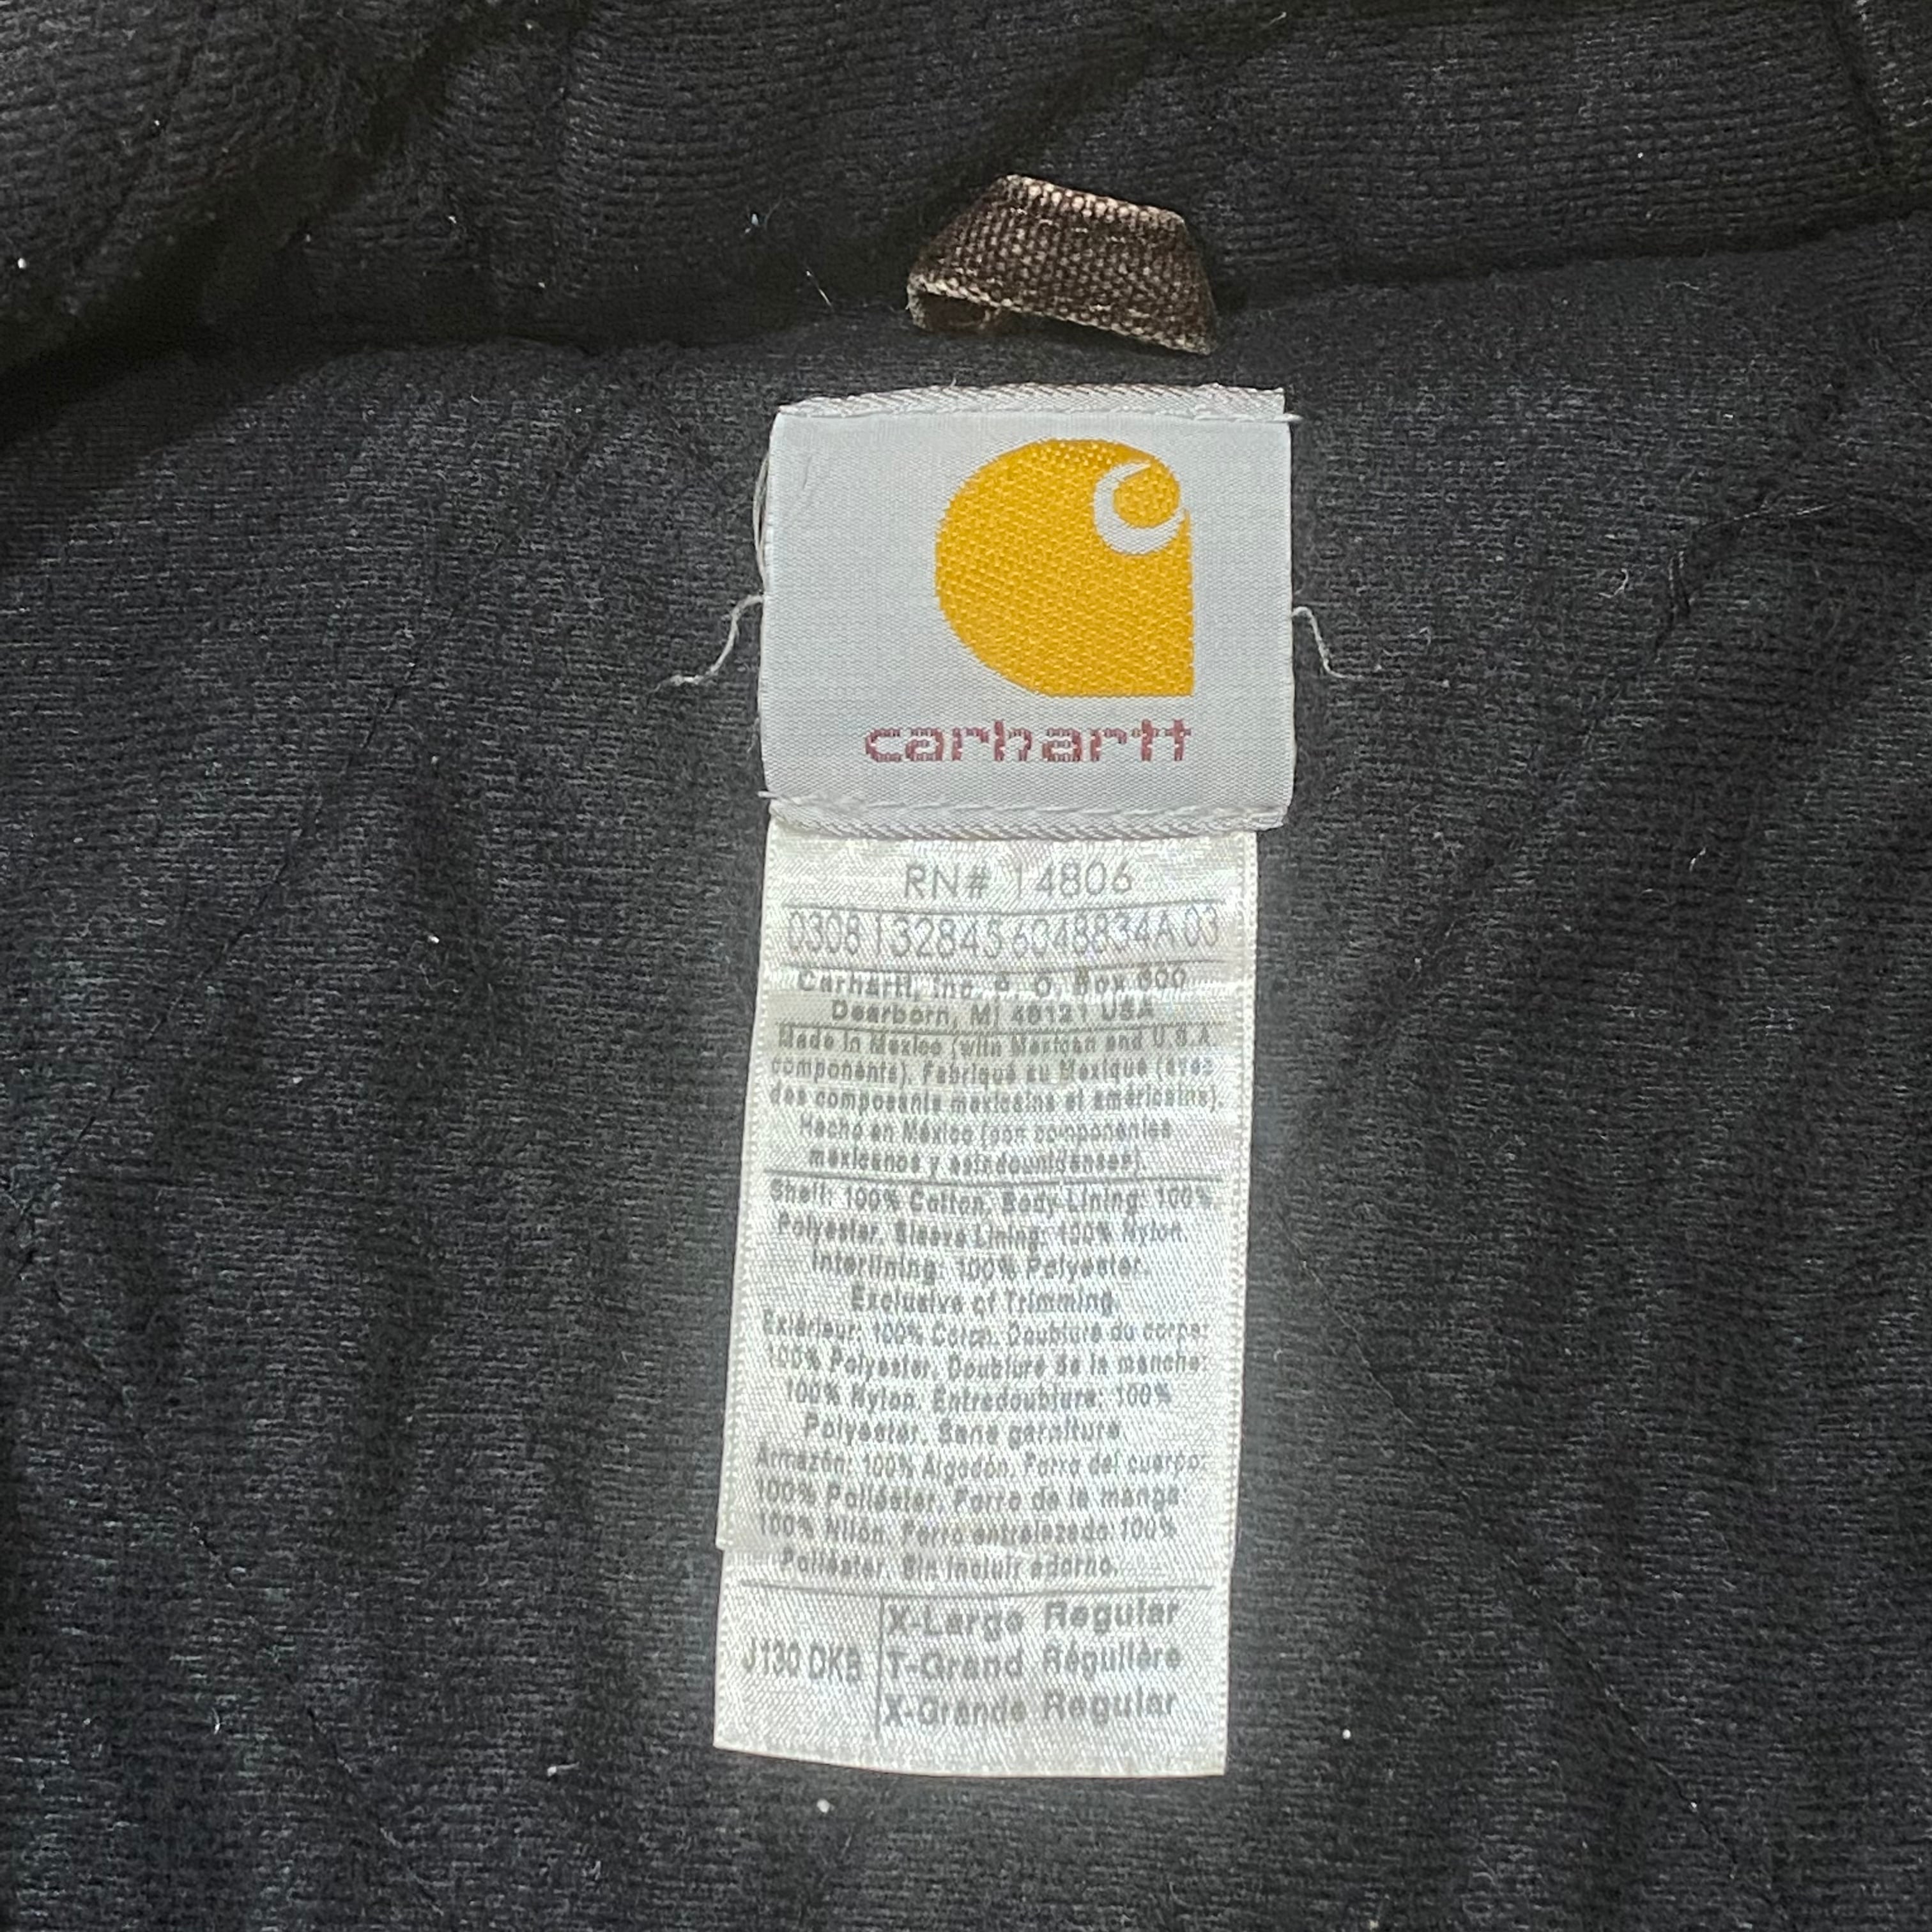 carhartt
RN# 14806
0308132845 6048834A03
Carhartt, Inc. P. O. Box 600
Dearborn, MI 48121 USA
Made in Mexico (with Mexican and U.S.A
components). Fabriqué au Mexique (avec
des composants mexicains et américains).
Hecho en México (con componentes
mexicanos y estadounidenses).
Shell: 100% Cotton. Body Lining: 100%
Polyester. Sleeve Lining: 100% Nylon.
Interlining: 100% Polyester.
Exclusive of Trimming.
Extérieur: 100% Coton. Doublure du corps:
100% Polyester. Doublure de la manche:
100% Nylon. Entredoublure: 100%
Polyester. Sans garniture.
Armazón: 100% Algodón. Forro del cuerpo:
100% Poliéster. Forro de la manga
100% Nilón. Forro entrelazado: 100%
Poliéster. Sin incluir adorno.
J130 DKB
X-Large Regular
T-Grand Régulière
X-Grande Regular